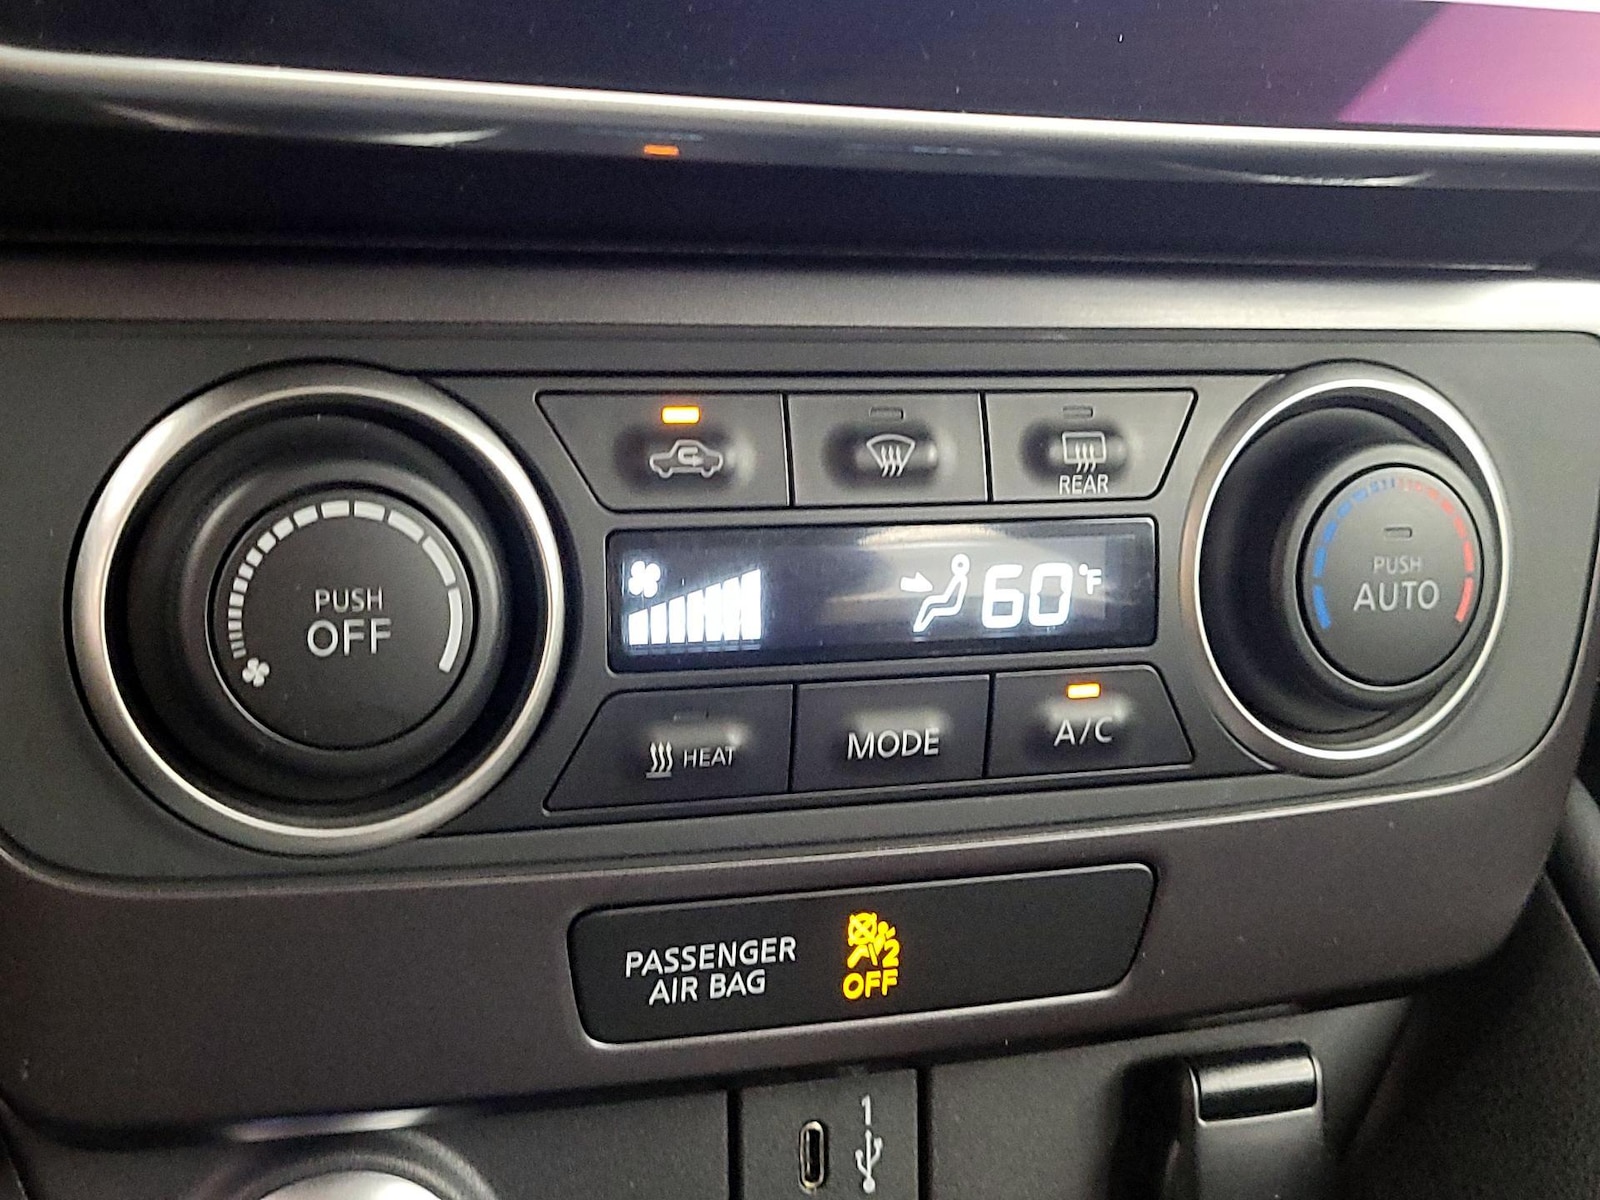 REAR
PUSH
OFF
60°F
PUSH
AUTO
HEAT
MODE
A/C
PASSENGER
AIR BAG
2
OFF
1